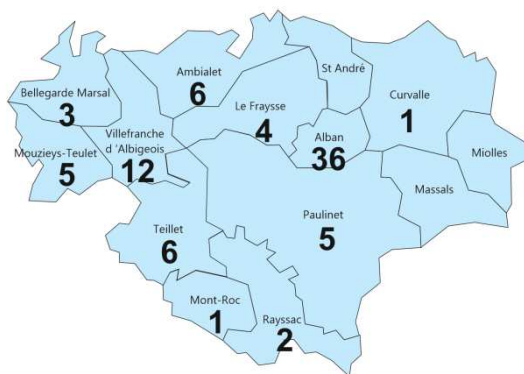 St André
Ambialet
6
Bellegarde Marsal
3
Curvalle
1
Le Fraysse
4
Villefranche
d 'Albigeois
12
Alban
36
Mouzieys-Teulet
5
Miolles
Massals
Paulinet
5
Teillet
6
Mont-Roc
1
Rayssac
2